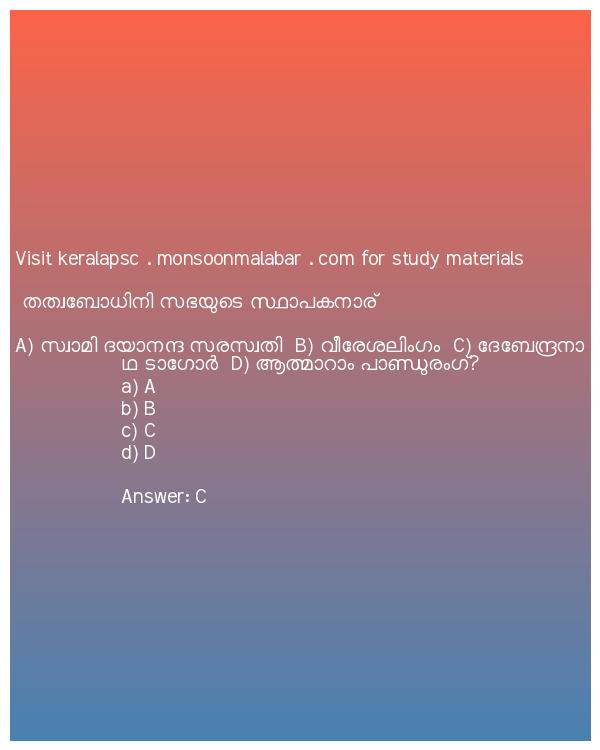 Visit keralapsc . monsoonmalabar . com for study materials
തത്വബോധിനി സഭയുടെ സ്ഥാപകനാര്
A) സ്വാമി ദയാനന്ദ സരസ്വതി B) വീരേശലിംഗം C) ദേബേന്ദ്രനാ
ഥ ടാഗോർ D) ആത്മാറാം പാണ്ഡുരംഗ്?
a) A
b) B
c) C
d) D
Answer: C